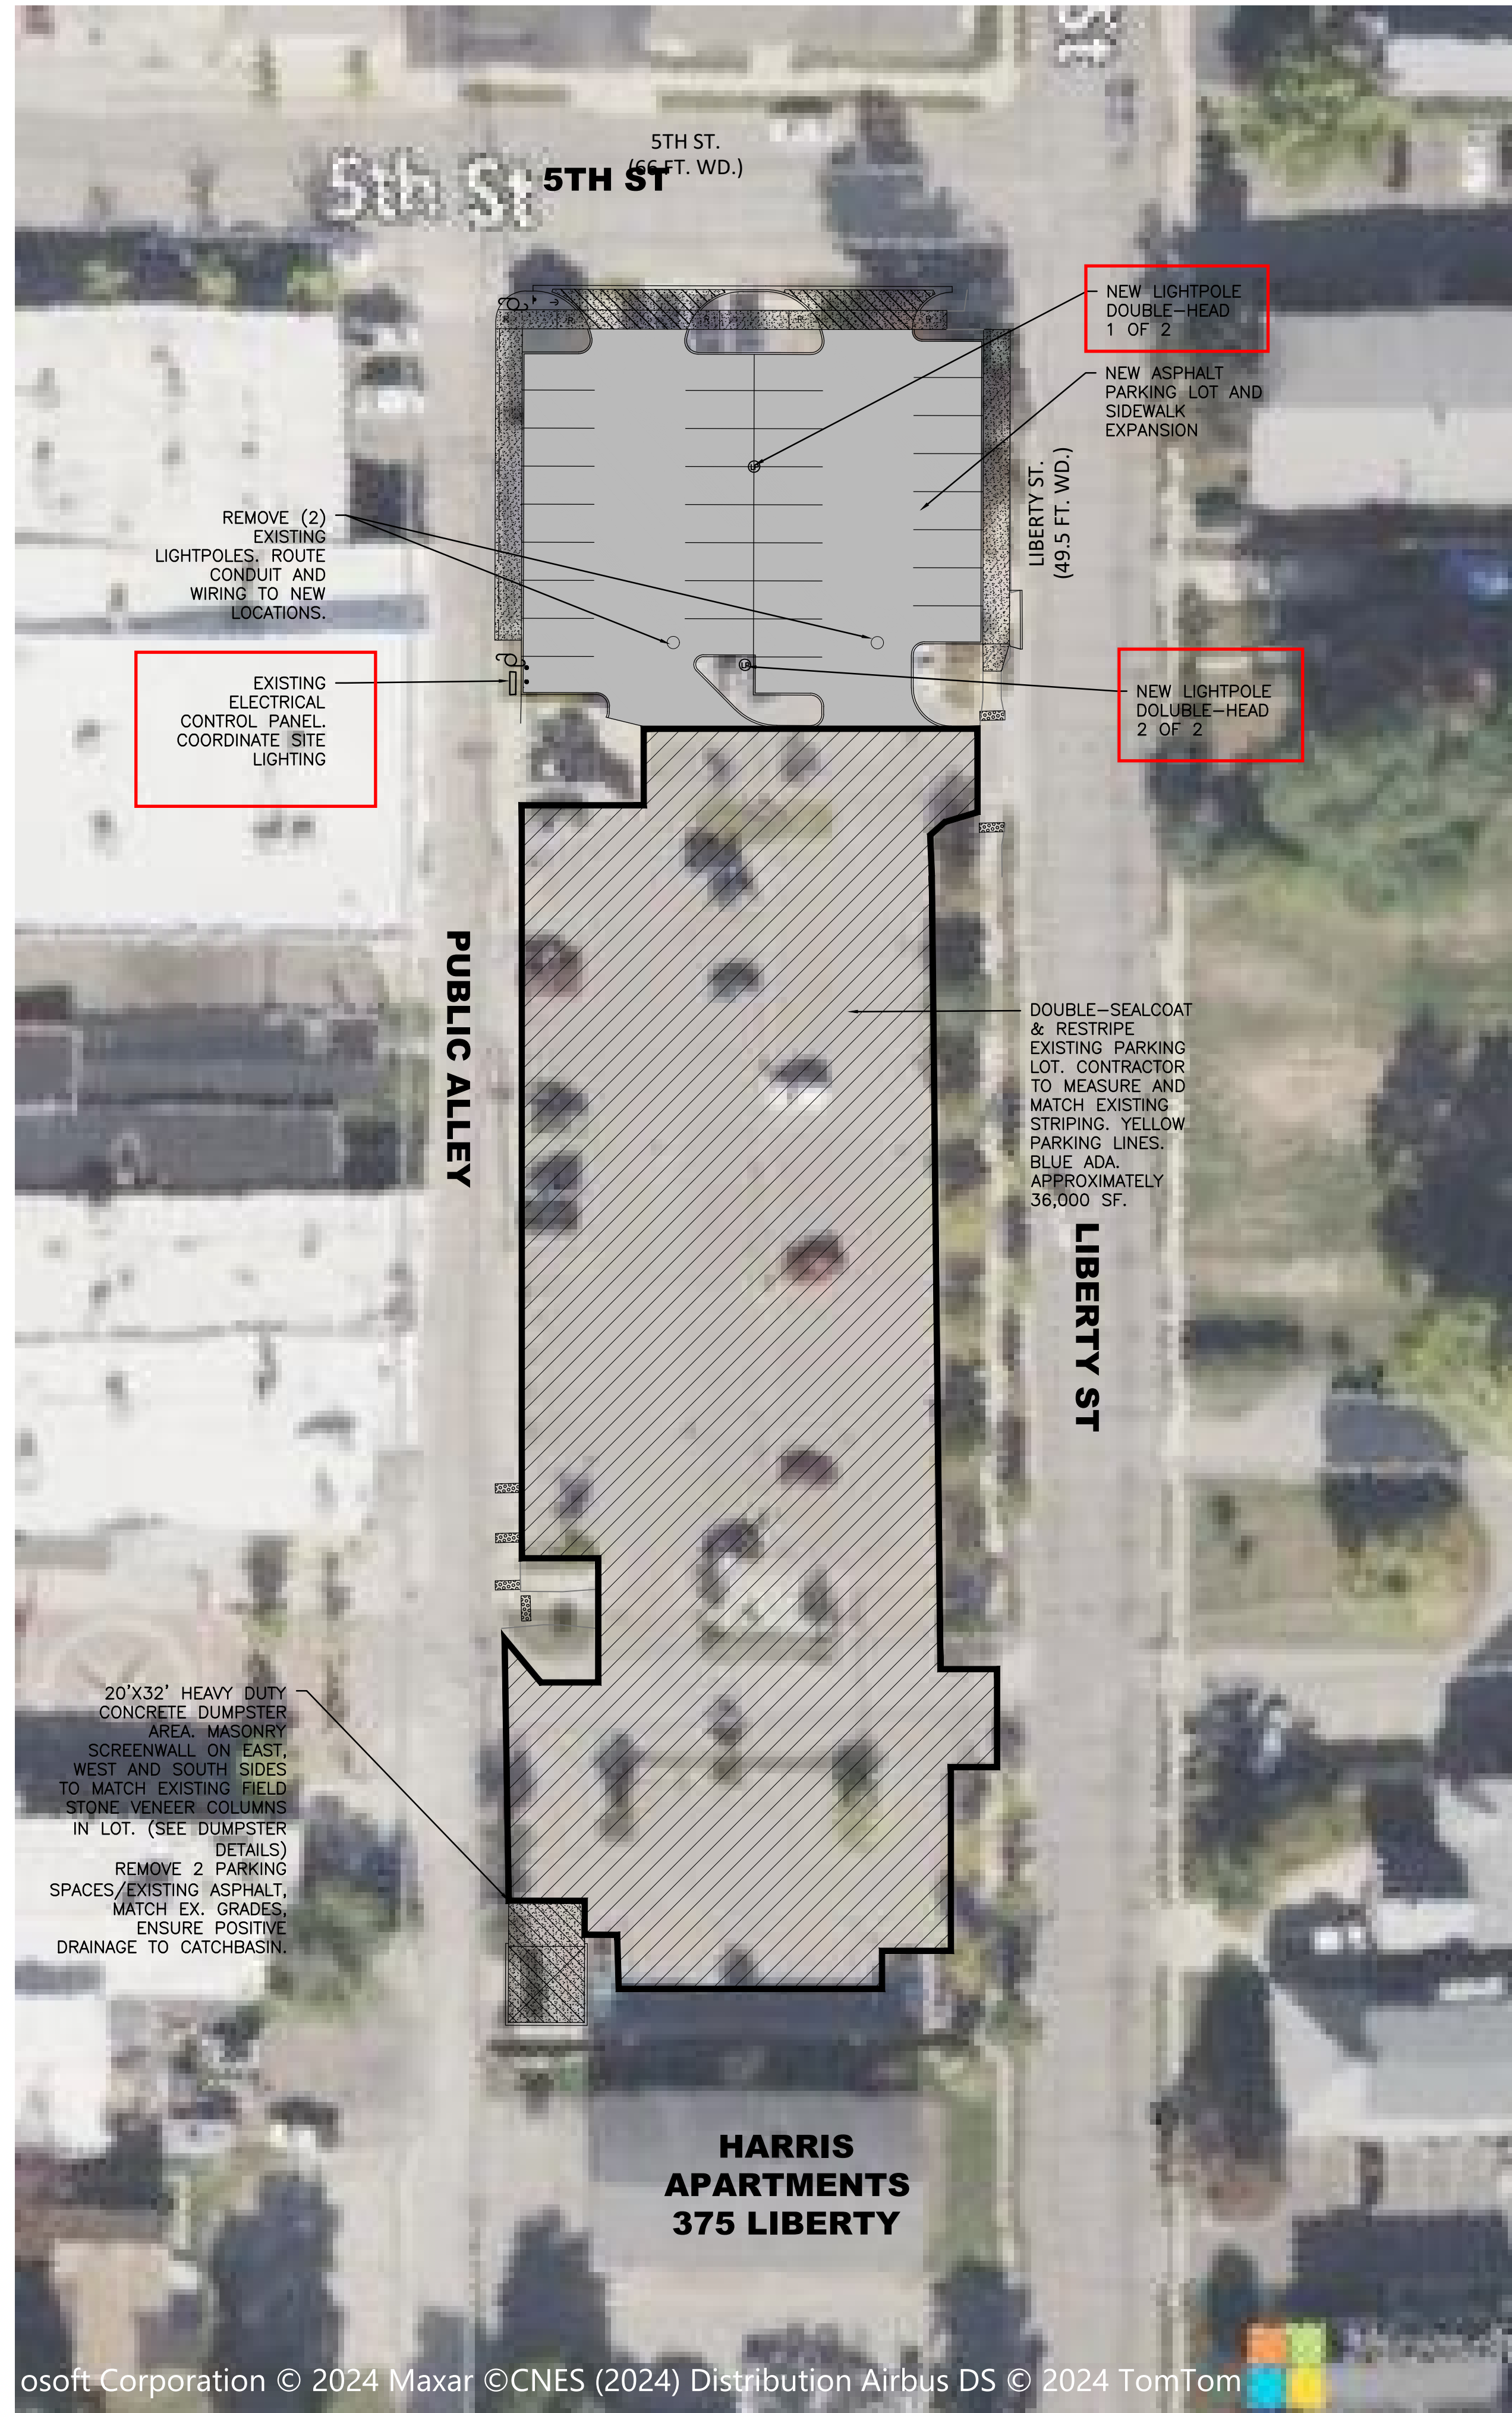 1st
5TH ST.
(66 FT. WD.)
5th St
5TH ST
NEW LIGHTPOLE
DOUBLE-HEAD
1 OF 2
NEW ASPHALT
PARKING LOT AND
SIDEWALK
EXPANSION
LIBERTY ST.
(49.5 FT. WD.)
REMOVE (2)
EXISTING
LIGHTPOLES. ROUTE
CONDUIT AND
WIRING TO NEW
LOCATIONS.
EXISTING
ELECTRICAL
CONTROL PANEL.
COORDINATE SITE
LIGHTING
NEW LIGHTPOLE
DOLUBLE-HEAD
2 OF 2
PUBLIC ALLEY
DOUBLE-SEALCOAT
& RESTRIPE
EXISTING PARKING
LOT. CONTRACTOR
TO MEASURE AND
MATCH EXISTING
STRIPING. YELLOW
PARKING LINES.
BLUE ADA.
APPROXIMATELY
36,000 SF.
LIBERTY ST
20'X32' HEAVY DUTY
CONCRETE DUMPSTER
AREA. MASONRY
SCREENWALL ON EAST,
WEST AND SOUTH SIDES
TO MATCH EXISTING FIELD
STONE VENEER COLUMNS
IN LOT. (SEE DUMPSTER
DETAILS)
REMOVE 2 PARKING
SPACES/EXISTING ASPHALT,
MATCH EX. GRADES,
ENSURE POSITIVE
DRAINAGE TO CATCHBASIN.
HARRIS
APARTMENTS
375 LIBERTY
osoft Corporation © 2024 Maxar ©CNES (2024) Distribution Airbus DS © 2024 TomTom